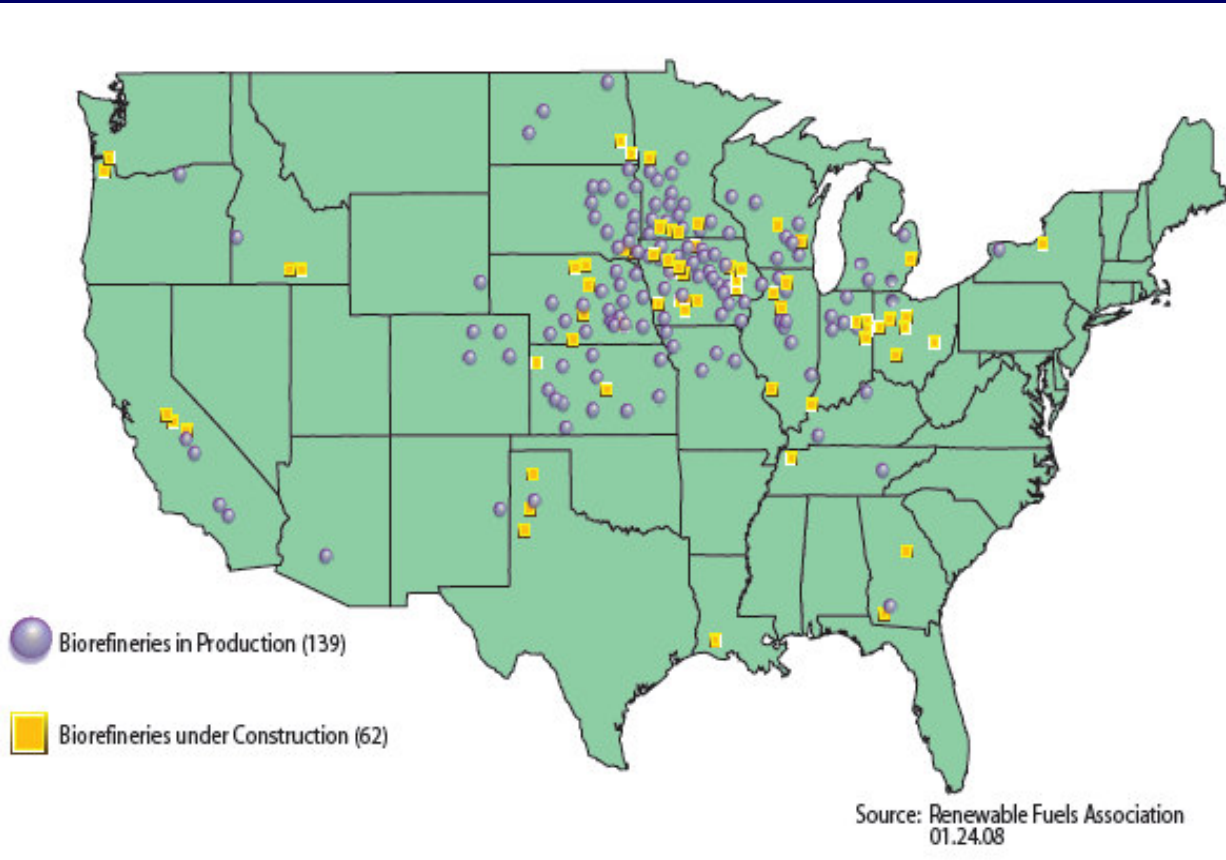 Biorefineries in Production (139)
Biorefineries under Construction (62)
Source: Renewable Fuels Association
01.24.08